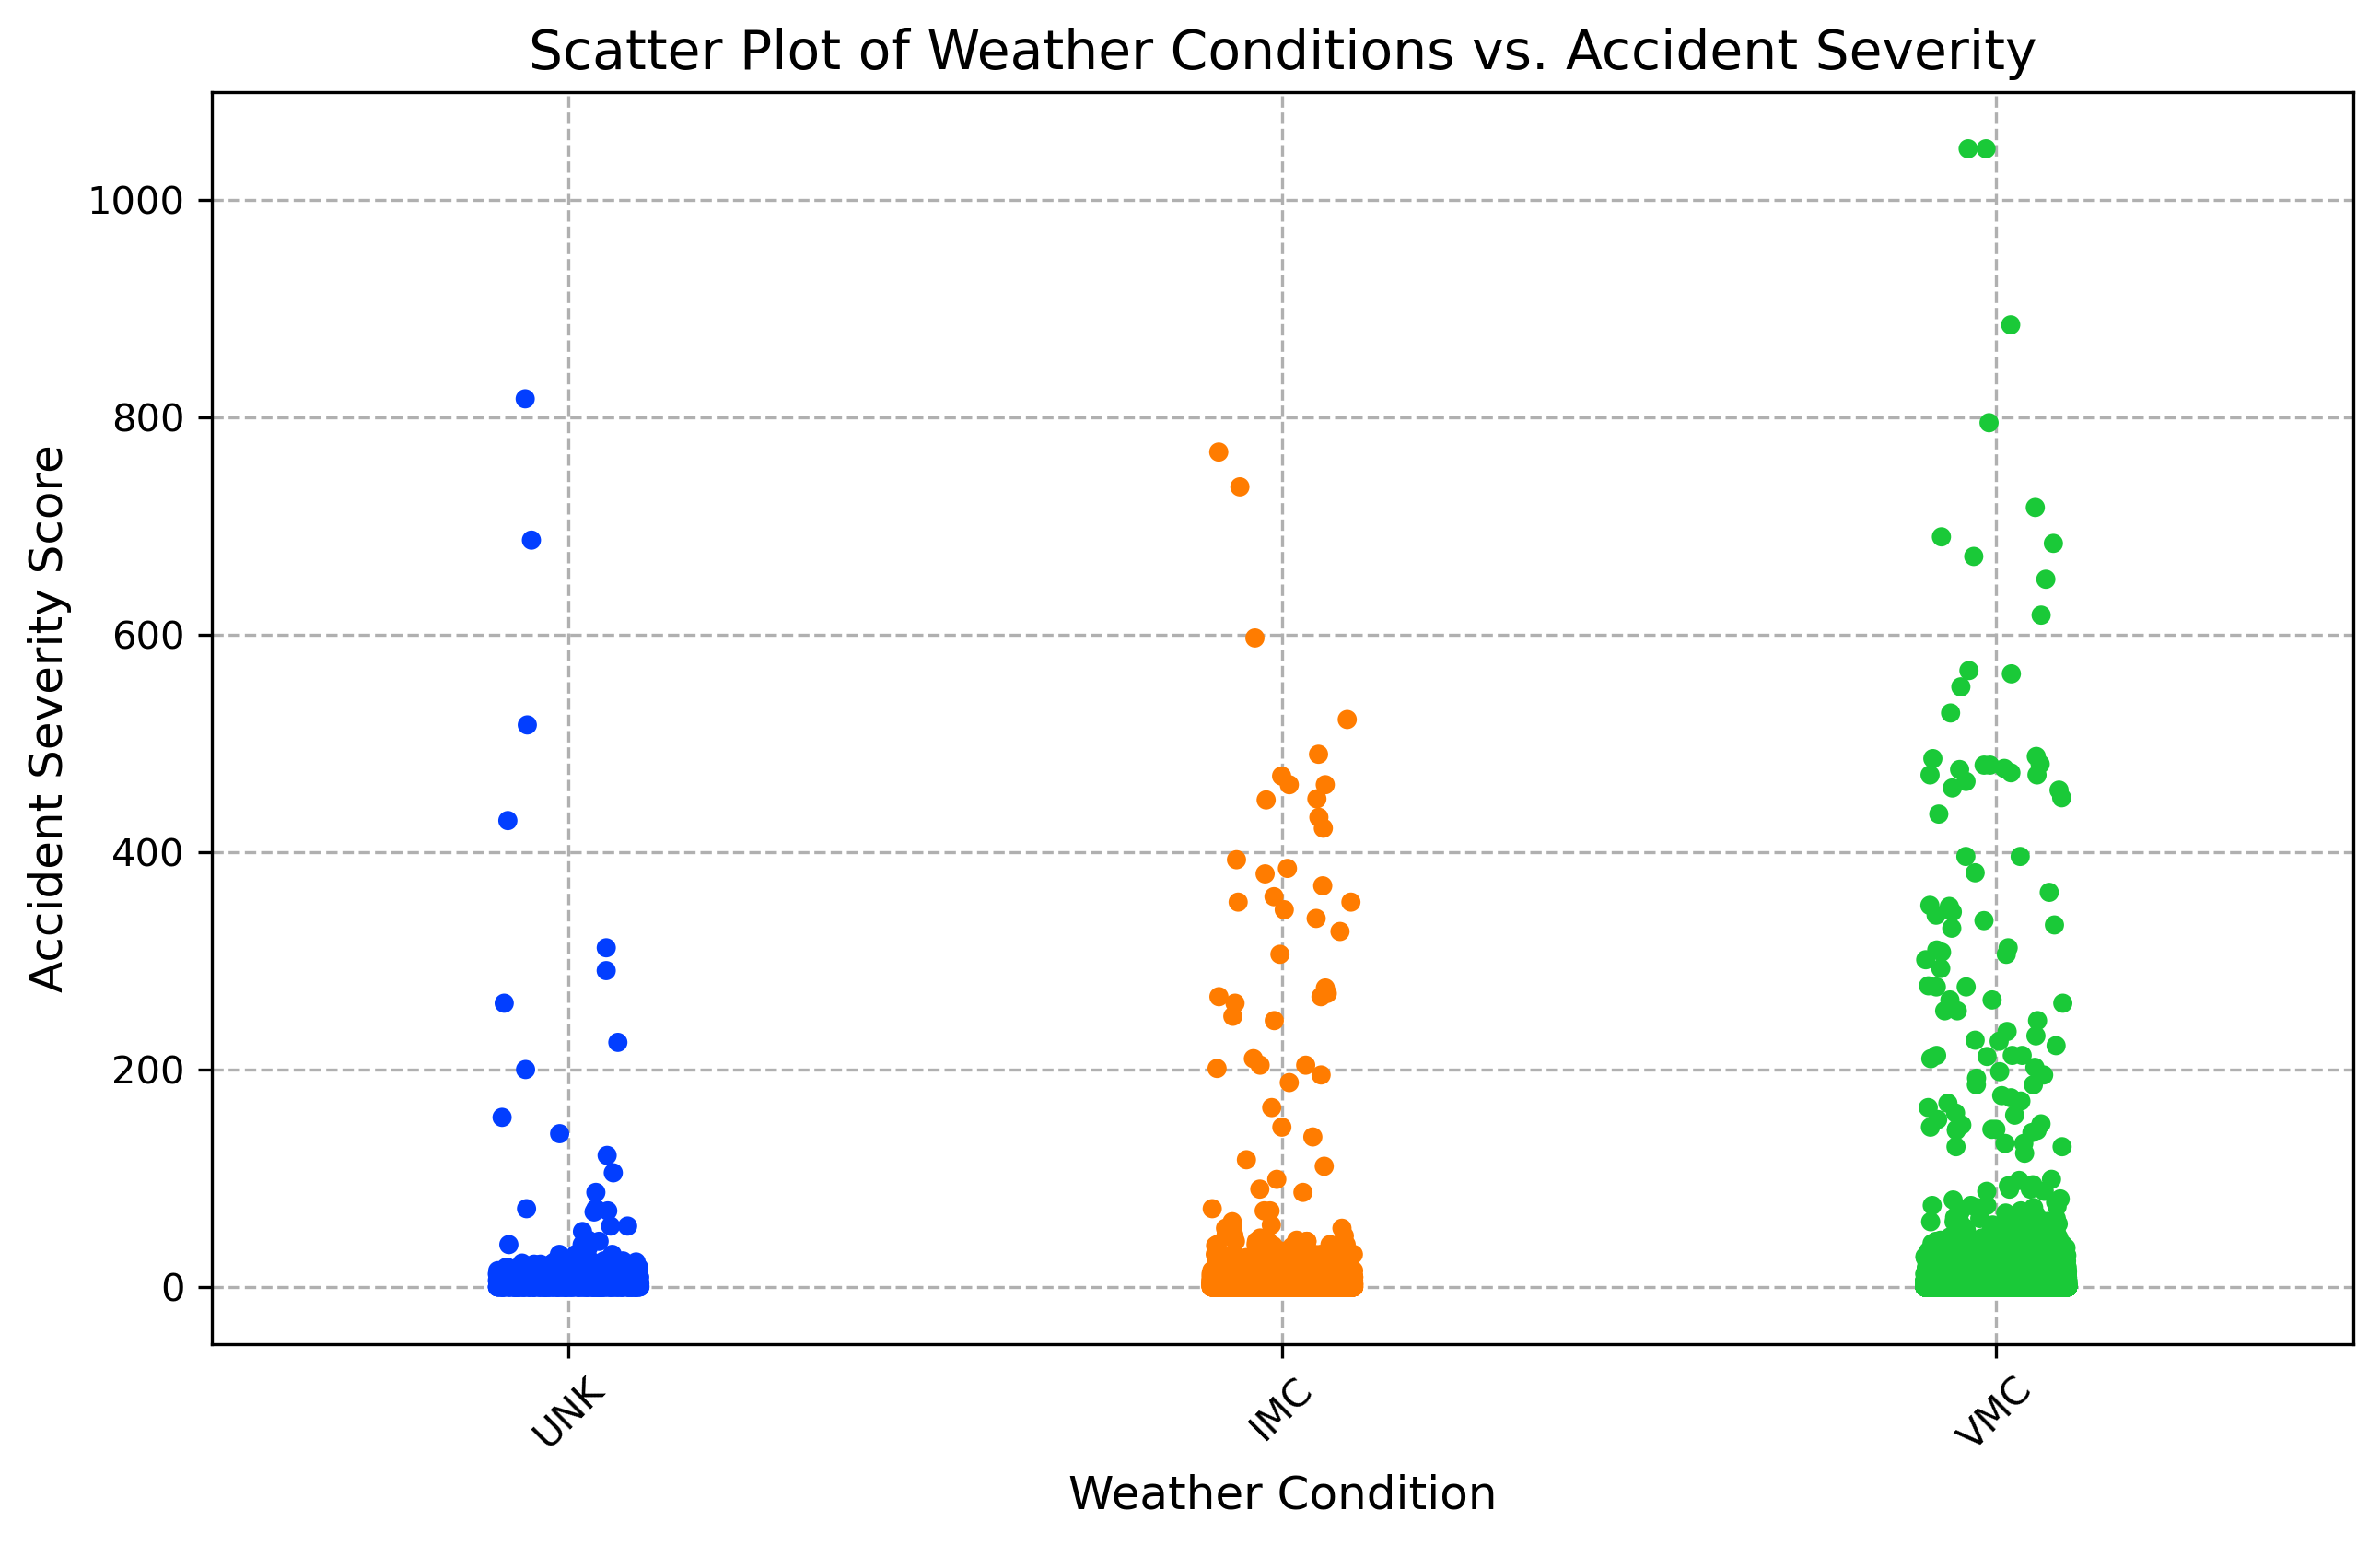 Scatter Plot of Weather Conditions vs. Accident Severity
Accident Severity Score
1000
800
600
400
200
0
UNK
IMC
VMC
Weather Condition